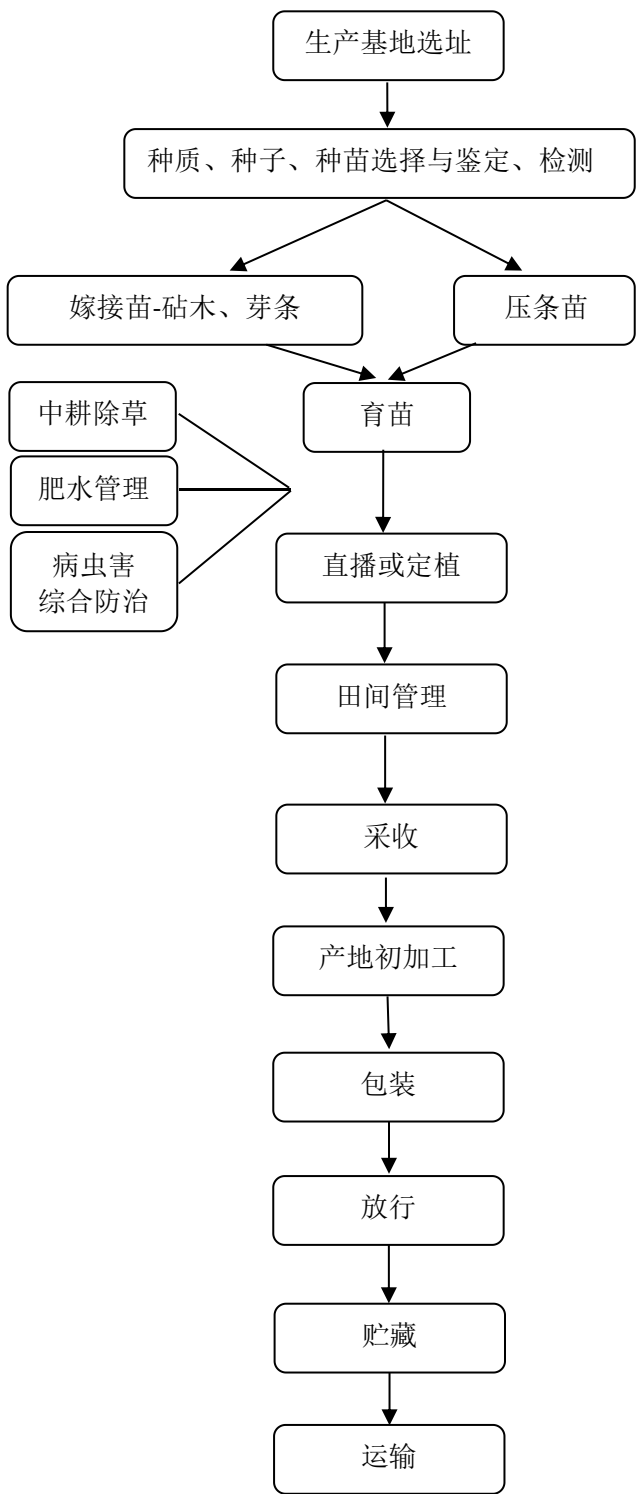 生产基地选址
种质、种子、种苗选择与鉴定、检测
嫁接苗-砧木、芽条
压条苗
中耕除草
育苗
肥水管理
病虫害
综合防治
直播或定植
田间管理
采收
产地初加工
包装
放行
贮藏
运输